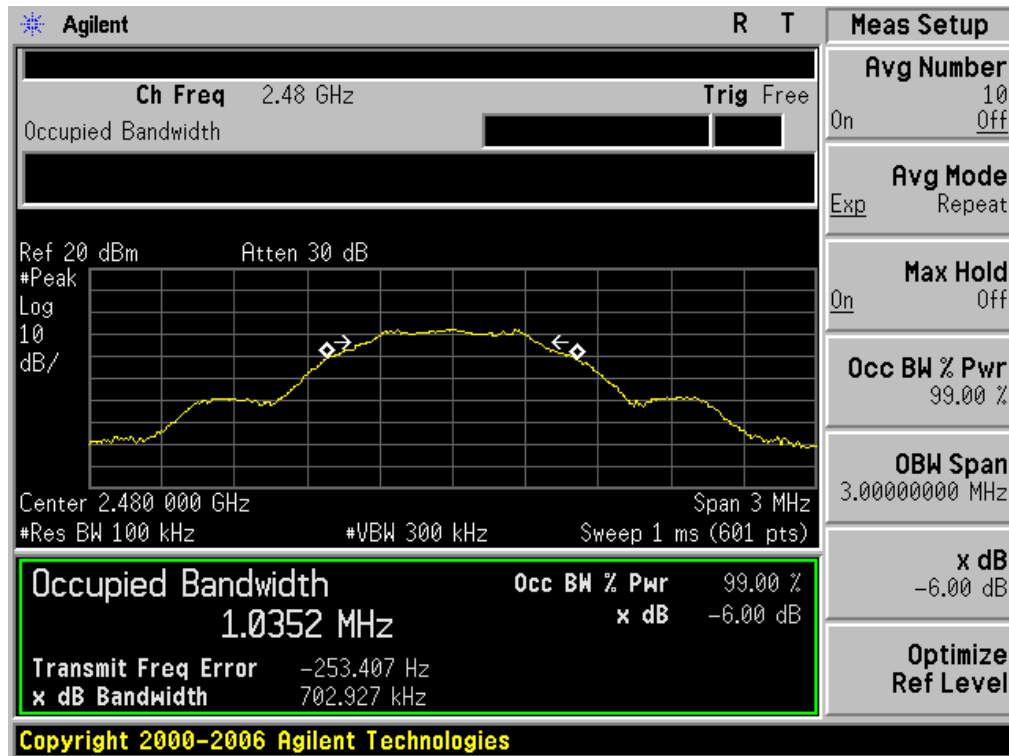 Agilent R T
Ch Freq 2.48 GHz Trig Free
Occupied Bandwidth
Ref 20 dBm Atten 30 dB
#Peak
Log
10
dB/
Center 2.480 000 GHz Span 3 MHz
#Res BW 100 kHz #VBW 300 kHz Sweep 1 ms (601 pts)
Occupied Bandwidth Occ BW % Pwr 99.00 %
1.0352 MHz x dB -6.00 dB
Transmit Freq Error -253.407 Hz
x dB Bandwidth 702.927 kHz
Copyright 2000-2006 Agilent Technologies
Meas Setup
Avg Number
10
On Off
Avg Mode
Exp Repeat
Max Hold
On Off
Occ BW % Pwr
99.00 %
OBW Span
3.00000000 MHz
x dB
-6.00 dB
Optimize
Ref Level